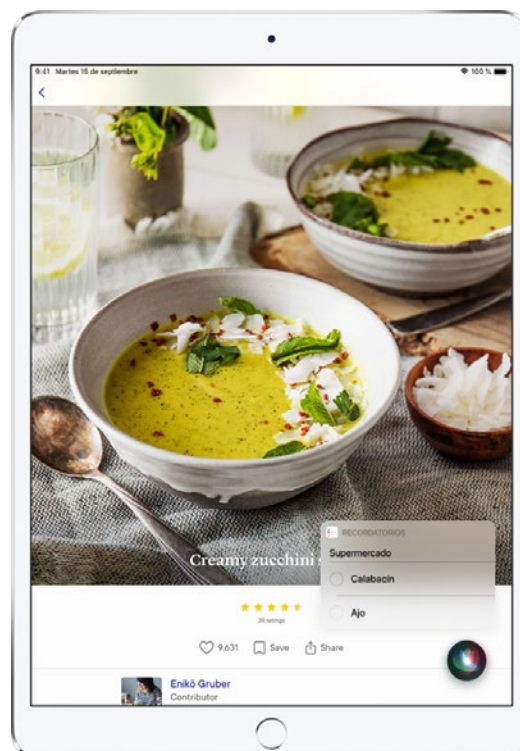 9:41 Martes 15 de septiembre
100 %
Creamy zucchini s
RECORDATORIOS
Supermercado
Calabacín
Ajo
39 ratings
9,631 Save Share
Enikö Gruber
Contributor